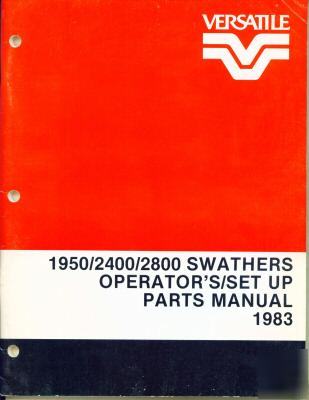 VERSATILE
1950/2400/2800 SWATHERS
OPERATOR'S/SET UP
PARTS MANUAL
1983